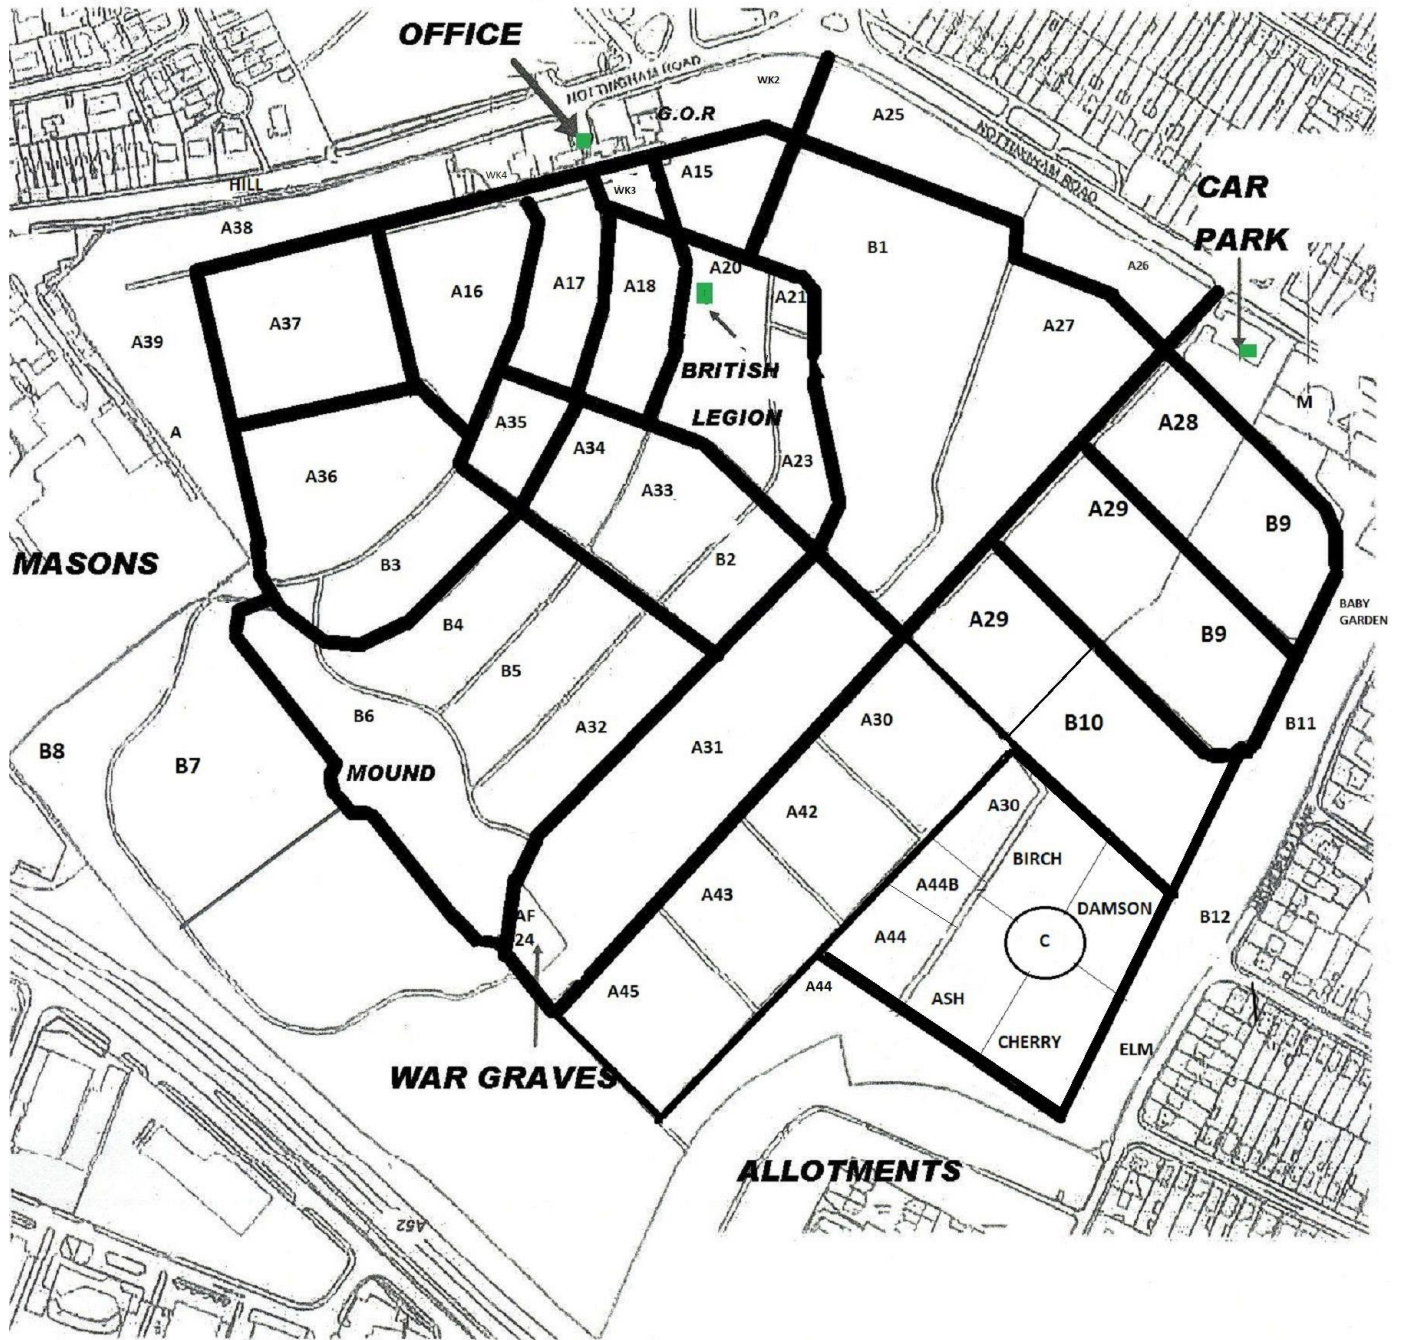 OFFICE
NOTTINGHAM ROAD
WK2
G.O.R
A25
NOTTINGHAM ROAD
CAR
PARK
HILL
WK4
WK3
A15
A38
B1
A26
A20
A21
A16
A17
A18
A37
A27
A39
BRITISH
LEGION
M
A28
A35
A34
A
A36
A33
A23
A29
B9
MASONS
B3
B2
BABY
GARDEN
B4
A29
B9
B5
B6
A32
A30
B10
B11
B8
B7
MOUND
A31
A42
A30
BIRCH
A43
A44B
DAMSON
AF
24
A44
C
B12
A45
A44
ASH
CHERRY
ELM
WAR GRAVES
ALLOTMENTS
A52